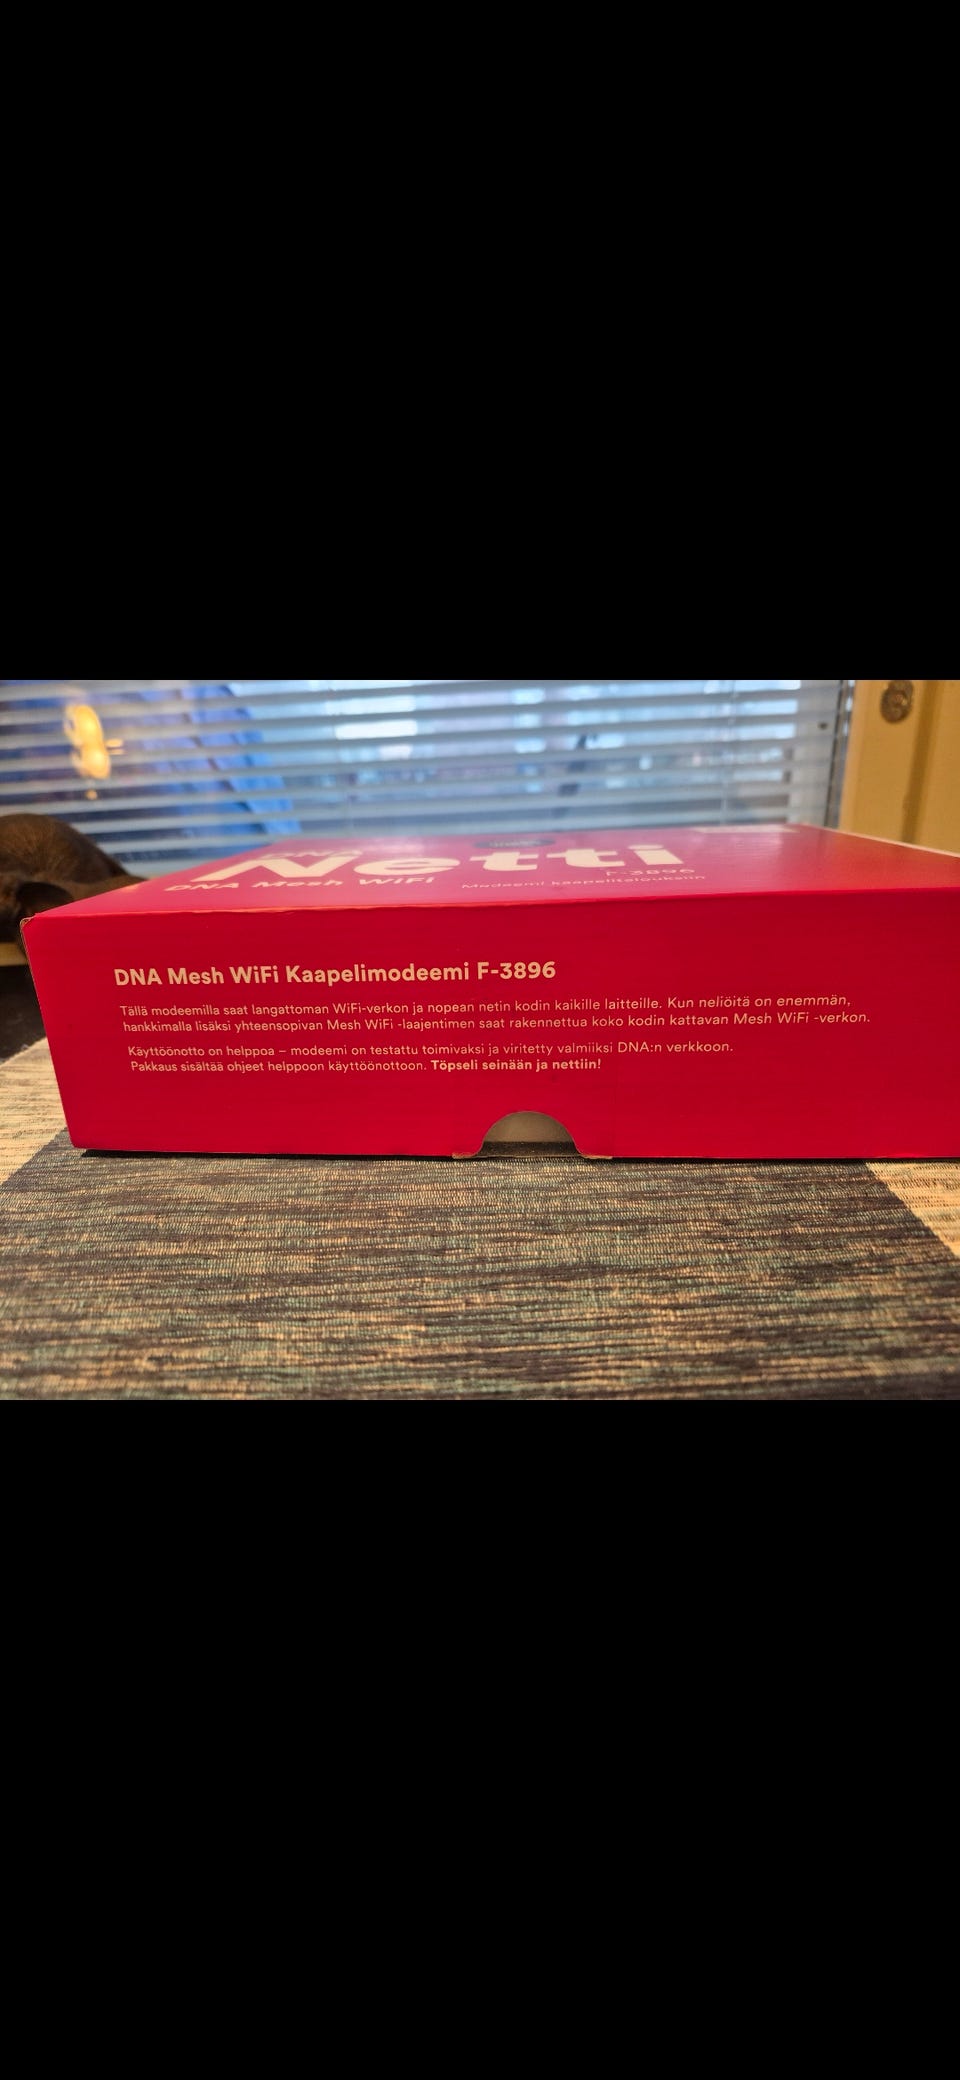 DNA
Netti
F-3896
DNA Mesh WiFi
Modeemi kaapelitalouksiin
DNA Mesh WiFi Kaapelimodeemi F-3896
Tällä modeemilla saat langattoman WiFi-verkon ja nopean netin kodin kaikille laitteille. Kun neliöitä on enemmän,
hankkimalla lisäksi yhteensopivan Mesh WiFi -laajentimen saat rakennettua koko kodin kattavan Mesh WiFi -verkon.
Käyttöönotto on helppoa – modeemi on testattu toimivaksi ja viritetty valmiiksi DNA:n verkkoon.
Pakkaus sisältää ohjeet helppoon käyttöönottoon. Töpseli seinään ja nettiin!